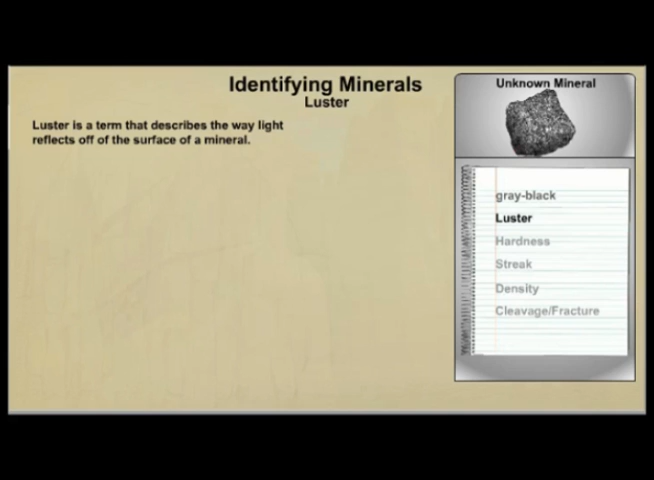 Identifying Minerals
Luster
Luster is a term that describes the way light
reflects off of the surface of a mineral.
Unknown Mineral
gray-black
Luster
Hardness
Streak
Density
Cleavage/Fracture